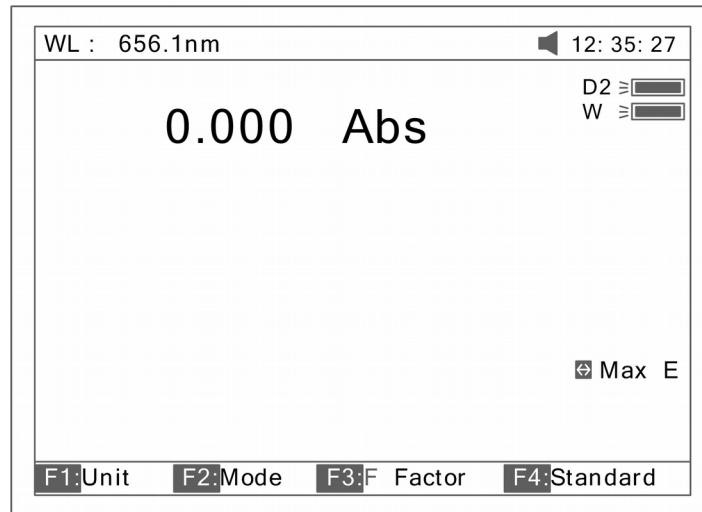 WL : 656.1nm 12: 35: 27
D2
0.000 Abs
W
Max E
F1:Unit F2:Mode F3:F Factor F4:Standard